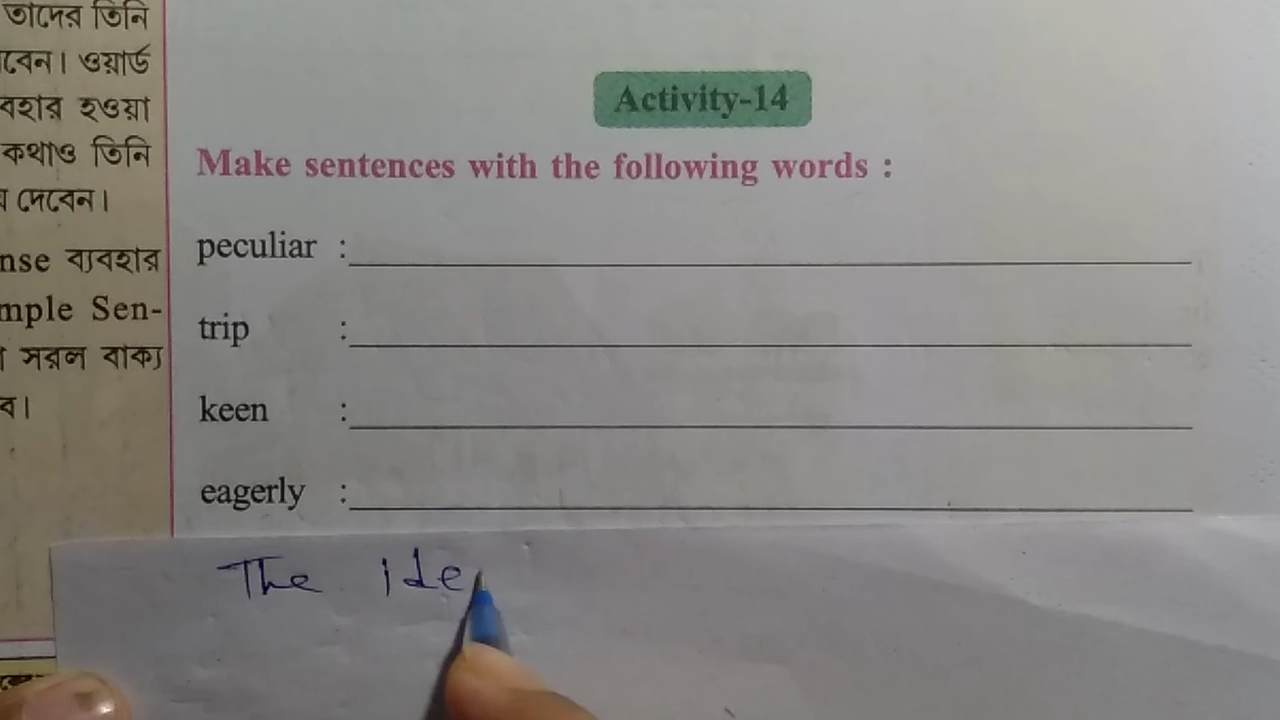 তাদের তিনি
বেন। ওয়ার্ড
বহার হওয়া
কথাও তিনি
দেবেন।
nse ব্যবহার
mple Sen-
সরল বাক্য
ব।
Activity-14
Make sentences with the following words :
peculiar :
trip :
keen :
eagerly :
The ide